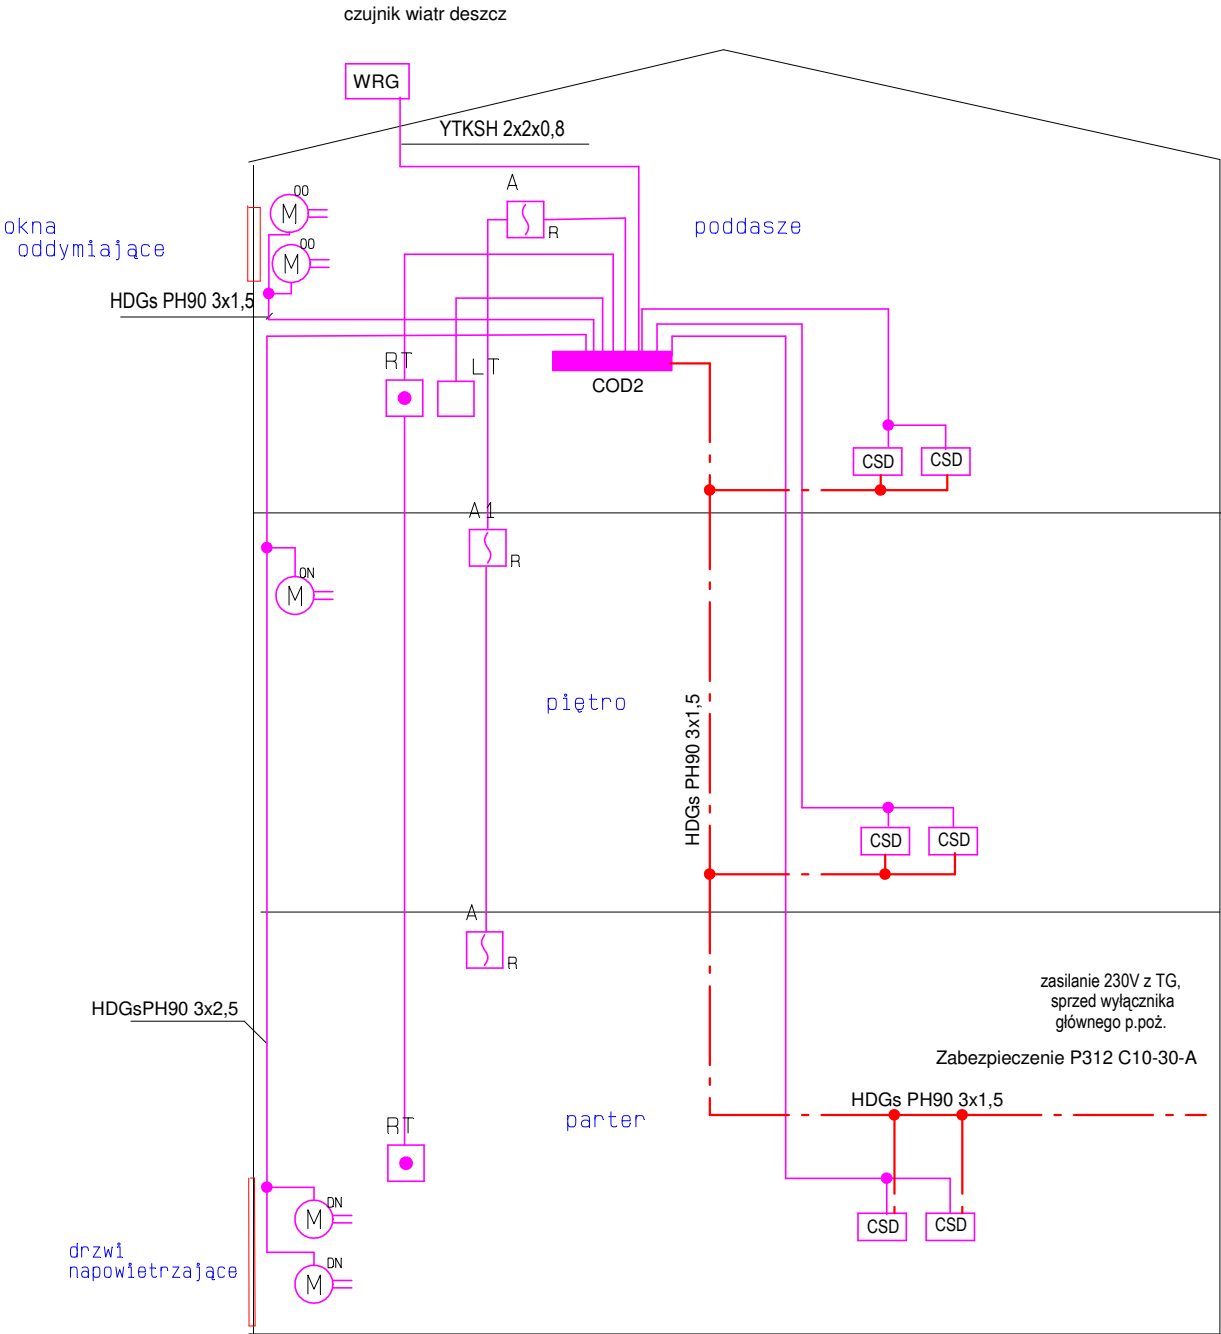 czujnik wiatr deszcz
WRG
YTKSH 2x2x0,8
A
OO
M
R
okna
oddymiające
poddasze
OO
M
HDGs PH90 3x1,5
RT
LT
COD2
CSD
CSD
A1
R
ON
M
piętro
HDGs PH90 3x1,5
CSD
CSD
A
R
zasilanie 230V z TG,
sprzed wyłącznika
głównego p.poż.
HDGsPH90 3x2,5
Zabezpieczenie P312 C10-30-A
HDGs PH90 3x1,5
parter
RT
DN
M
CSD
CSD
drzwi
napowietrzające
DN
M